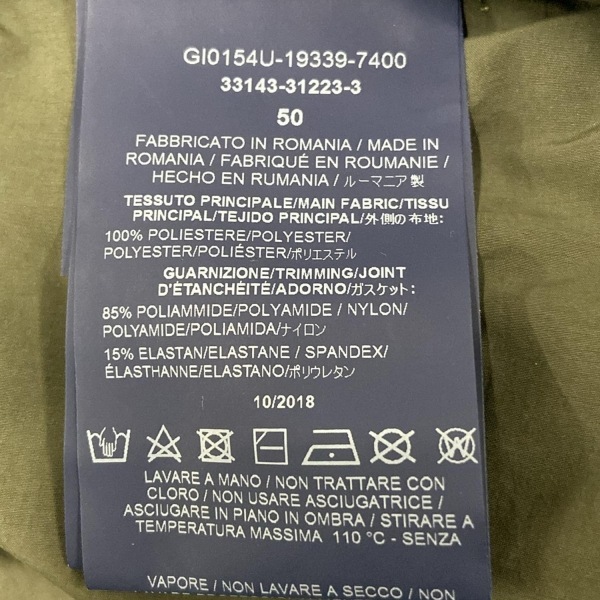 GI0154U-19339-7400
33143-31223-3
50
FABBRICATO IN ROMANIA / MADE IN
ROMANIA / FABRIQUÉ EN ROUMANIE /
HECHO EN RUMANIA / ルーマニア製
TESSUTO PRINCIPALE/MAIN FABRIC/TISSU
PRINCIPAL/TEJIDO PRINCIPAL/外側の布地:
100% POLIESTERE/POLYESTER/
POLYESTER/POLIÉSTER/ポリエステル
GUARNIZIONE/TRIMMING/JOINT
D'ÉTANCHÉITÉ/ADORNO/ガスケット:
85% POLIAMMIDE/POLYAMIDE / NYLON/
POLYAMIDE/POLIAMIDA/ナイロン
15% ELASTAN/ELASTANE / SPANDEX/
ÉLASTHANNE/ELASTANO/ポリウレタン
10/2018
W
LAVARE A MANO / NON TRATTARE CON
CLORO / NON USARE ASCIUGATRICE /
ASCIUGARE IN PIANO IN OMBRA / STIRARE A
TEMPERATURA MASSIMA 110 °C - SENZA
VAPORE / NON LAVARE A SECCO / NON